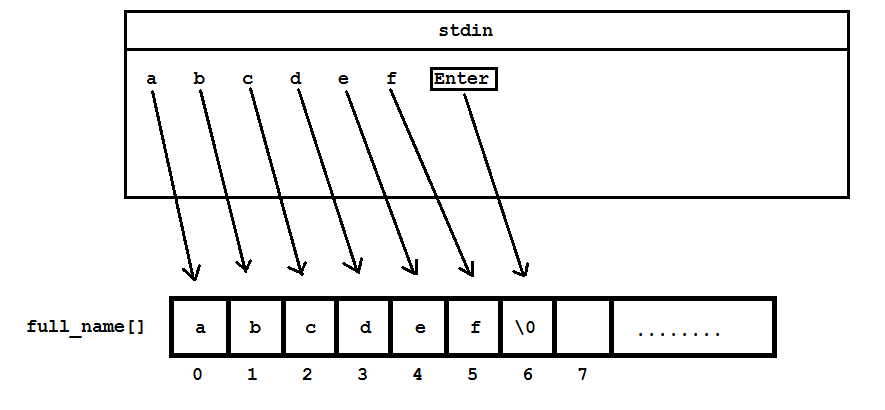 stdin
a b c d e f Enter
full_name[] a b c d e f \0 ........
0 1 2 3 4 5 6 7